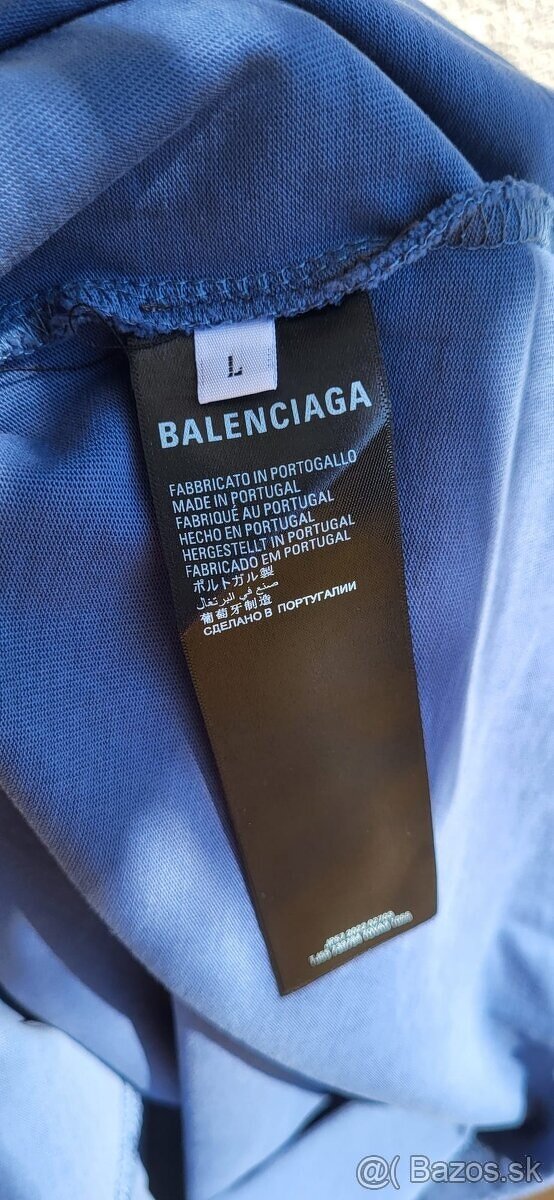 L
BALENCIAGA
FABBRICATO IN PORTOGALLO
MADE IN PORTUGAL
FABRIQUÉ AU PORTUGAL
HECHO EN PORTUGAL
HERGESTELLT IN PORTUGAL
FABRICADO EM PORTUGAL
ポルトガル製
صنع في البرتغال
葡萄牙制造
СДЕЛАНО В ПОРТУГАЛИИ
@( Bazos.sk